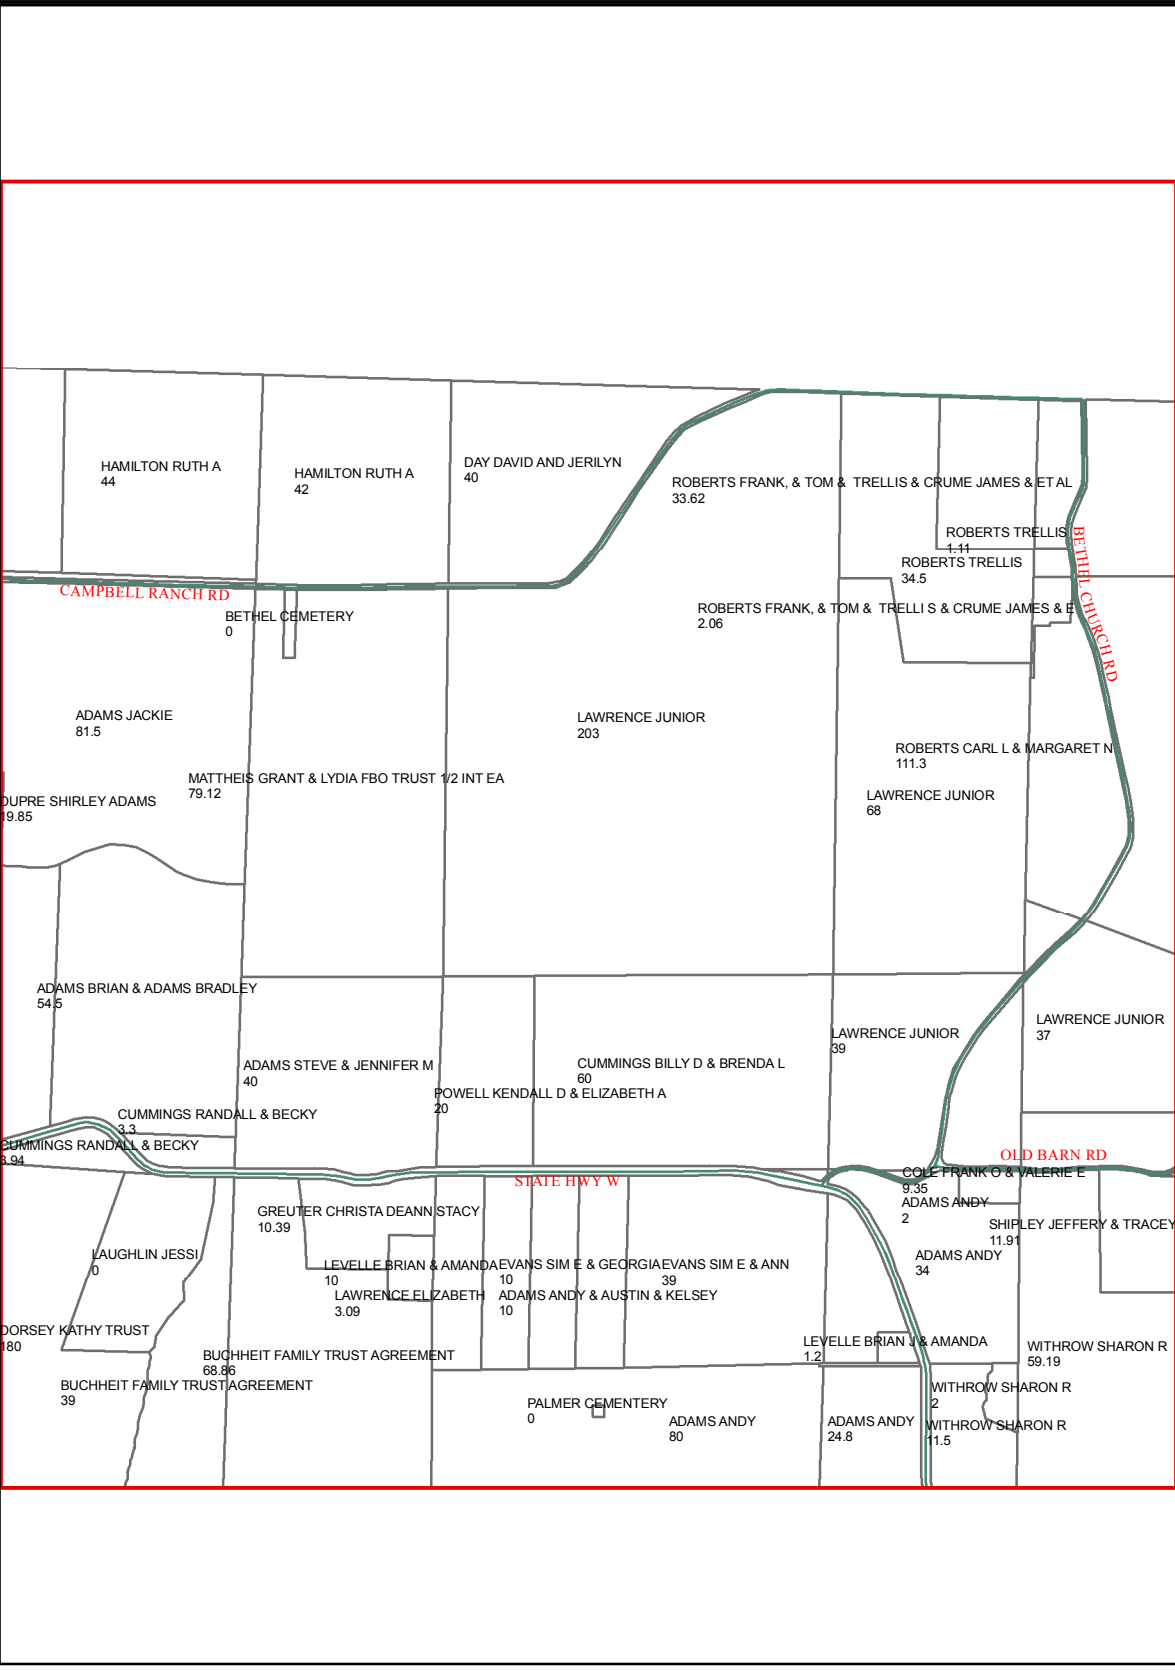 HAMILTON RUTH A
44
HAMILTON RUTH A
42
DAY DAVID AND JERILYN
40
ROBERTS FRANK, & TOM & TRELLIS & CRUME JAMES & ET AL
33.62
ROBERTS TRELLIS
1.11
ROBERTS TRELLIS
34.5
BETHEL CHURCH RD
CAMPBELL RANCH RD
BETHEL CEMETERY
0
ROBERTS FRANK, & TOM & TRELLI S & CRUME JAMES & E
2.06
ADAMS JACKIE
81.5
LAWRENCE JUNIOR
203
ROBERTS CARL L & MARGARET N
111.3
MATTHEIS GRANT & LYDIA FBO TRUST 1/2 INT EA
79.12
DUPRE SHIRLEY ADAMS
19.85
LAWRENCE JUNIOR
68
ADAMS BRIAN & ADAMS BRADLEY
54.5
LAWRENCE JUNIOR
39
LAWRENCE JUNIOR
37
ADAMS STEVE & JENNIFER M
40
CUMMINGS BILLY D & BRENDA L
60
POWELL KENDALL D & ELIZABETH A
20
CUMMINGS RANDALL & BECKY
3.3
CUMMINGS RANDALL & BECKY
3.94
OLD BARN RD
STATE HWY W
COLE FRANK O & VALERIE E
9.35
ADAMS ANDY
2
GREUTER CHRISTA DEANN STACY
10.39
SHIPLEY JEFFERY & TRACEY
11.91
LAUGHLIN JESSI
0
ADAMS ANDY
34
LEVELLE BRIAN & AMANDA
10
EVANS SIM E & GEORGIA
10
EVANS SIM E & ANN
39
LAWRENCE ELIZABETH
3.09
ADAMS ANDY & AUSTIN & KELSEY
10
DORSEY KATHY TRUST
180
LEVELLE BRIAN J & AMANDA
1.2
WITHROW SHARON R
59.19
BUCHHEIT FAMILY TRUST AGREEMENT
68.86
BUCHHEIT FAMILY TRUST AGREEMENT
39
WITHROW SHARON R
2
PALMER CEMENTERY
0
ADAMS ANDY
80
ADAMS ANDY
24.8
WITHROW SHARON R
11.5